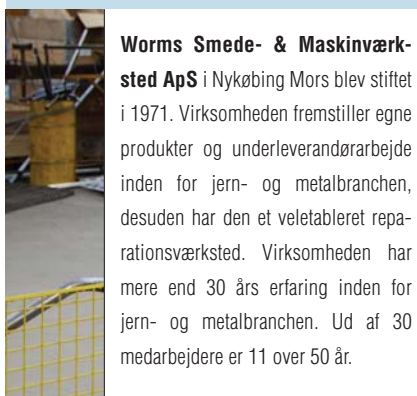 Worms Smede- & Maskinværk-
sted ApS i Nykøbing Mors blev stiftet
i 1971. Virksomheden fremstiller egne
produkter og underleverandørarbejde
inden for jern- og metalbranchen,
desuden har den et veletableret repa-
rationsværksted. Virksomheden har
mere end 30 års erfaring inden for
jern- og metalbranchen. Ud af 30
medarbejdere er 11 over 50 år.